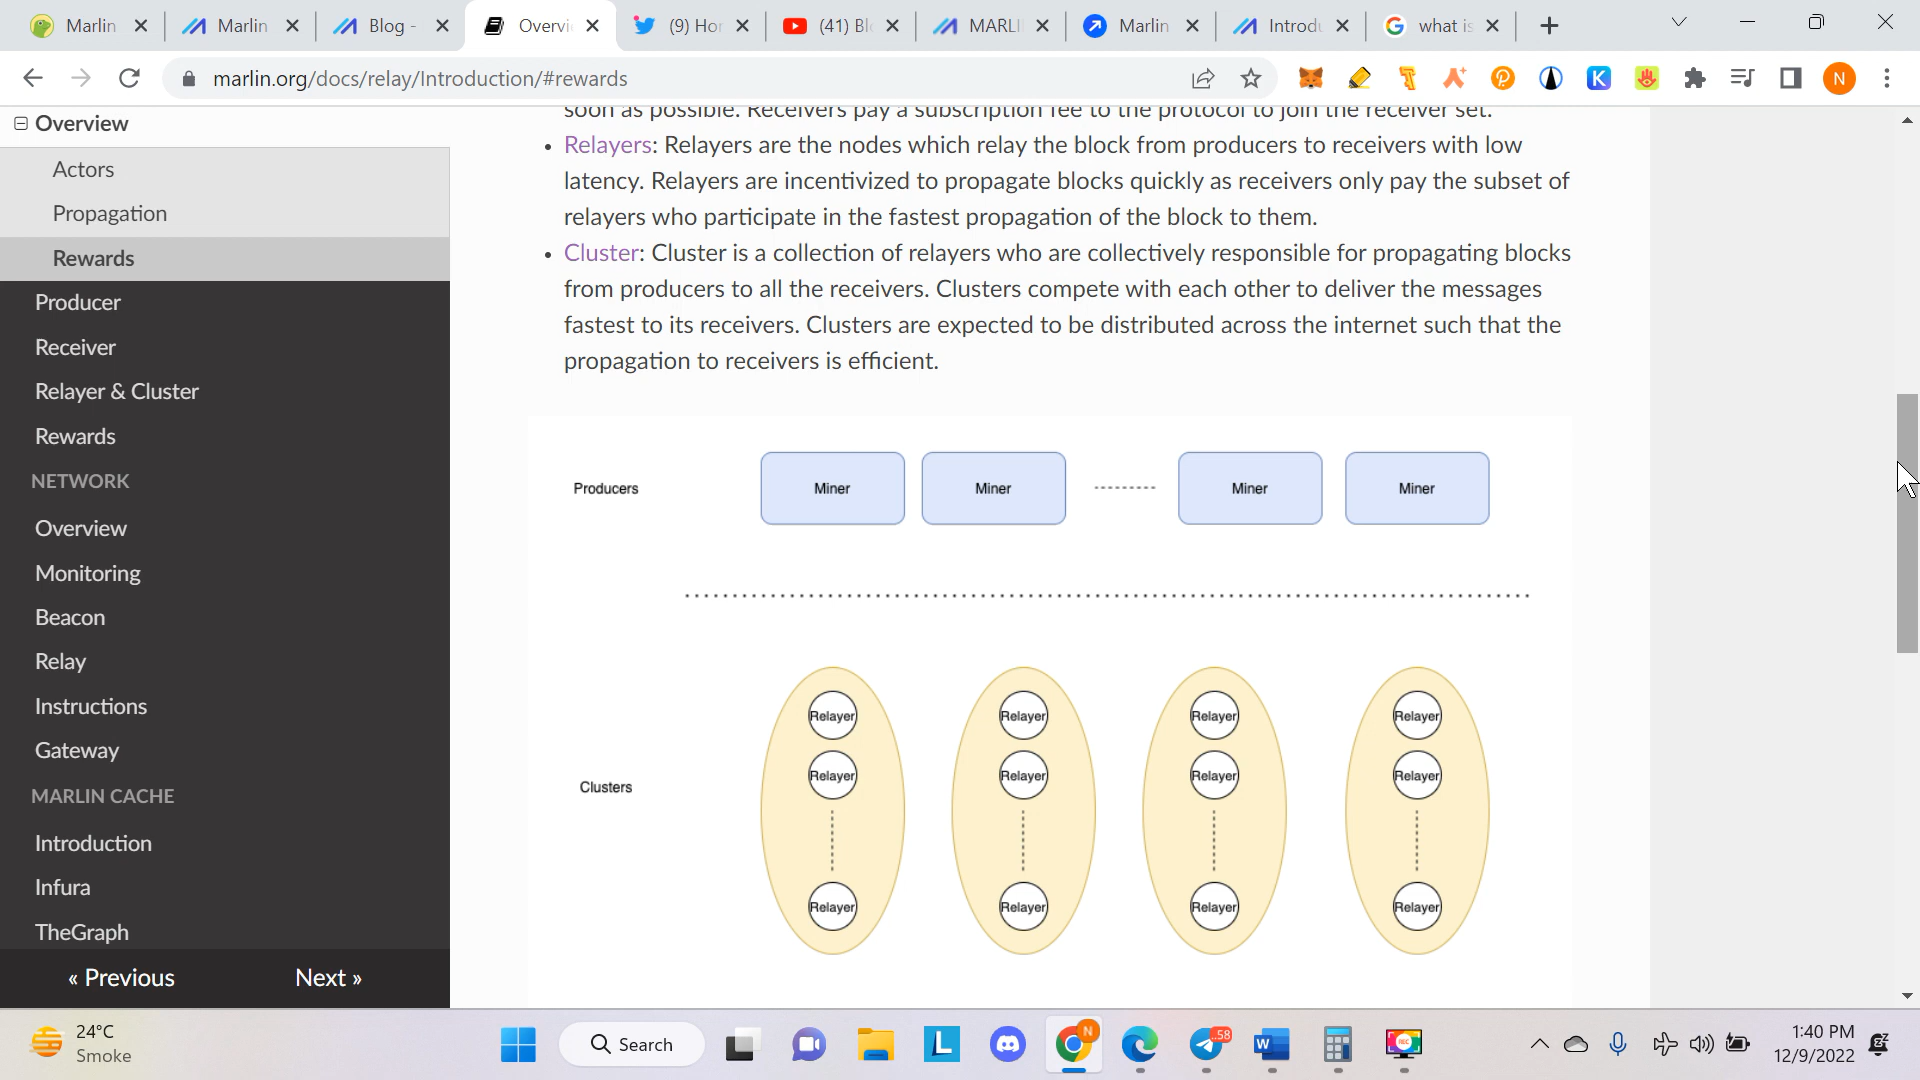 Marlin
Marlin
Blog -
Overvi
(9) Hor
(41) Bl
MARLI
Marlin
Introdu
what is
marlin.org/docs/relay/Introduction/#rewards
N
Overview
Actors
Propagation
Rewards
Producer
Receiver
Relayer & Cluster
Rewards
NETWORK
Overview
Monitoring
Beacon
Relay
Instructions
Gateway
MARLIN CACHE
Introduction
Infura
TheGraph
« Previous
Next »
soon as possible. Receivers pay a subscription fee to the protocol to join the receiver set.
• Relayers: Relayers are the nodes which relay the block from producers to receivers with low
latency. Relayers are incentivized to propagate blocks quickly as receivers only pay the subset of
relayers who participate in the fastest propagation of the block to them.
• Cluster: Cluster is a collection of relayers who are collectively responsible for propagating blocks
from producers to all the receivers. Clusters compete with each other to deliver the messages
fastest to its receivers. Clusters are expected to be distributed across the internet such that the
propagation to receivers is efficient.
Producers
Miner
Miner
Miner
Miner
Clusters
Relayer
Relayer
Relayer
Relayer
Relayer
Relayer
Relayer
Relayer
Relayer
Relayer
Relayer
Relayer
24°C
Smoke
Search
L
N
58
W
REC
1:40 PM
12/9/2022